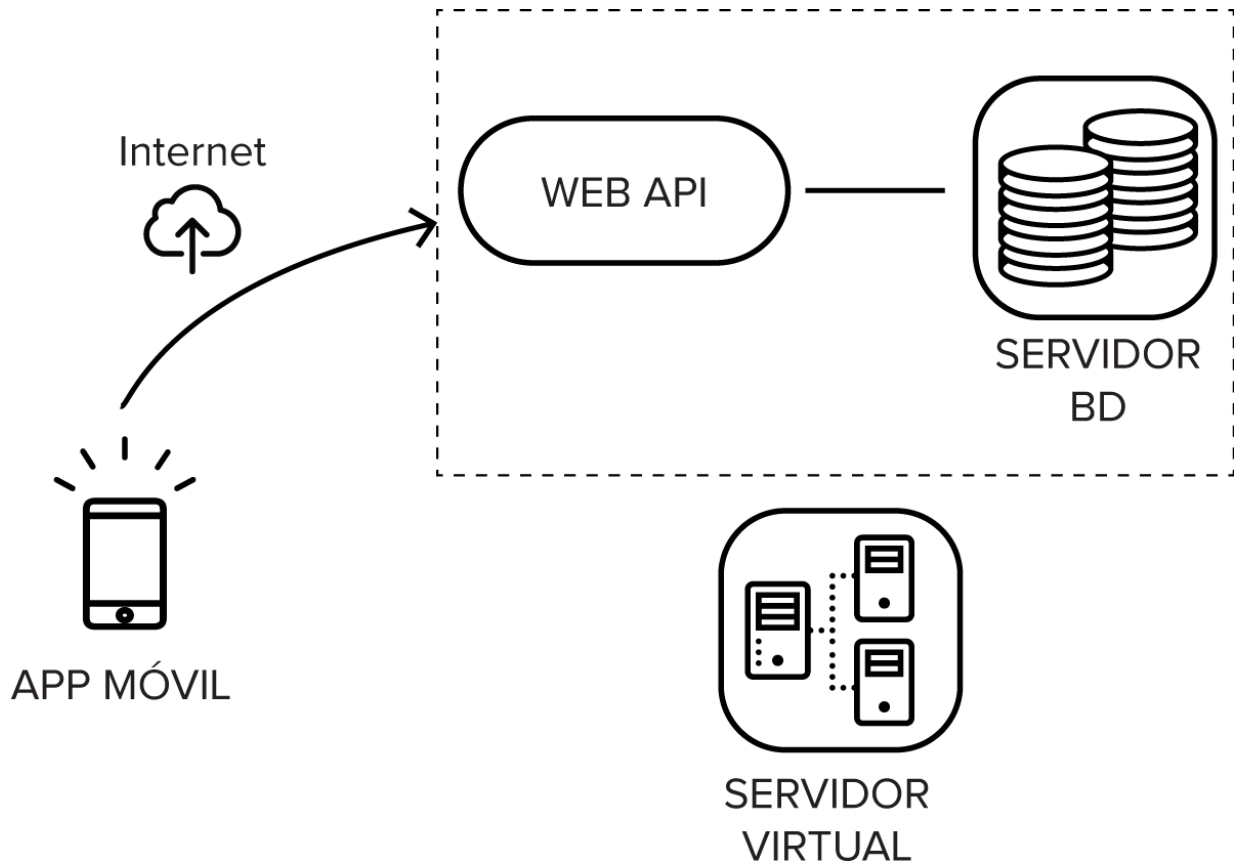 Internet
WEB API
SERVIDOR
BD
APP MÓVIL
SERVIDOR
VIRTUAL